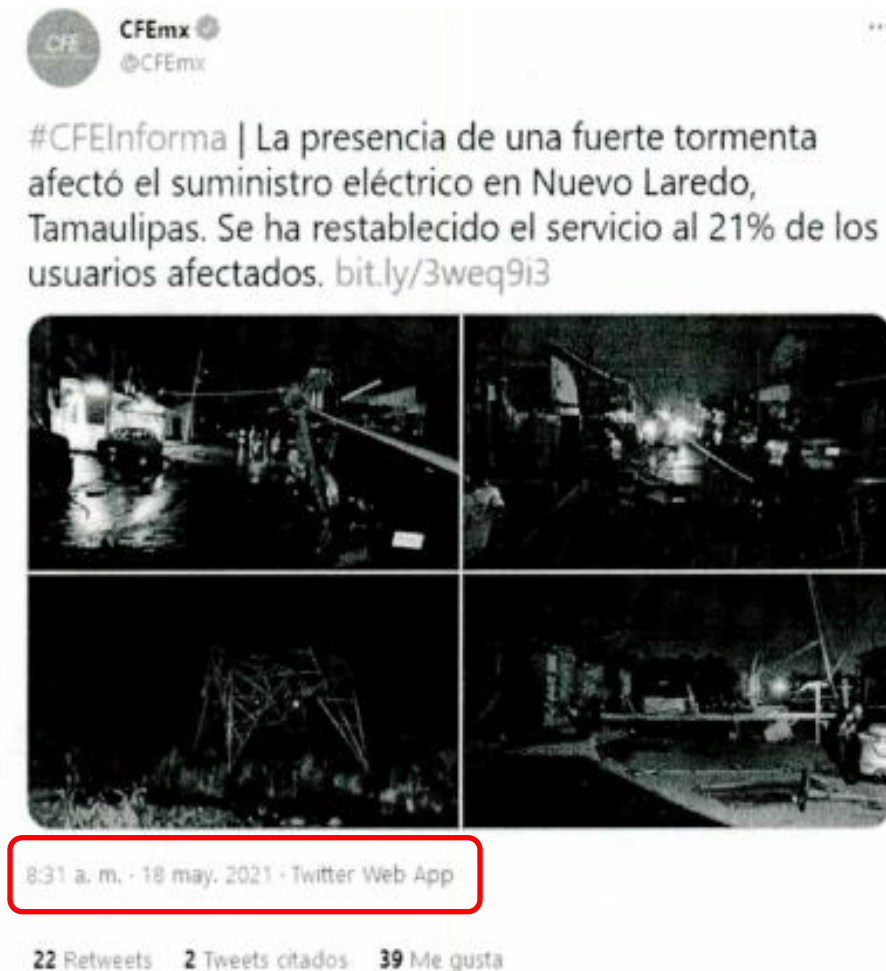 CFE
CFEmx
@CFEmx
#CFEInforma | La presencia de una fuerte tormenta
afectó el suministro eléctrico en Nuevo Laredo,
Tamaulipas. Se ha restablecido el servicio al 21% de los
usuarios afectados. bit.ly/3weq9i3
8:31 a. m. · 18 may. 2021 · Twitter Web App
22 Retweets 2 Tweets citados 39 Me gusta